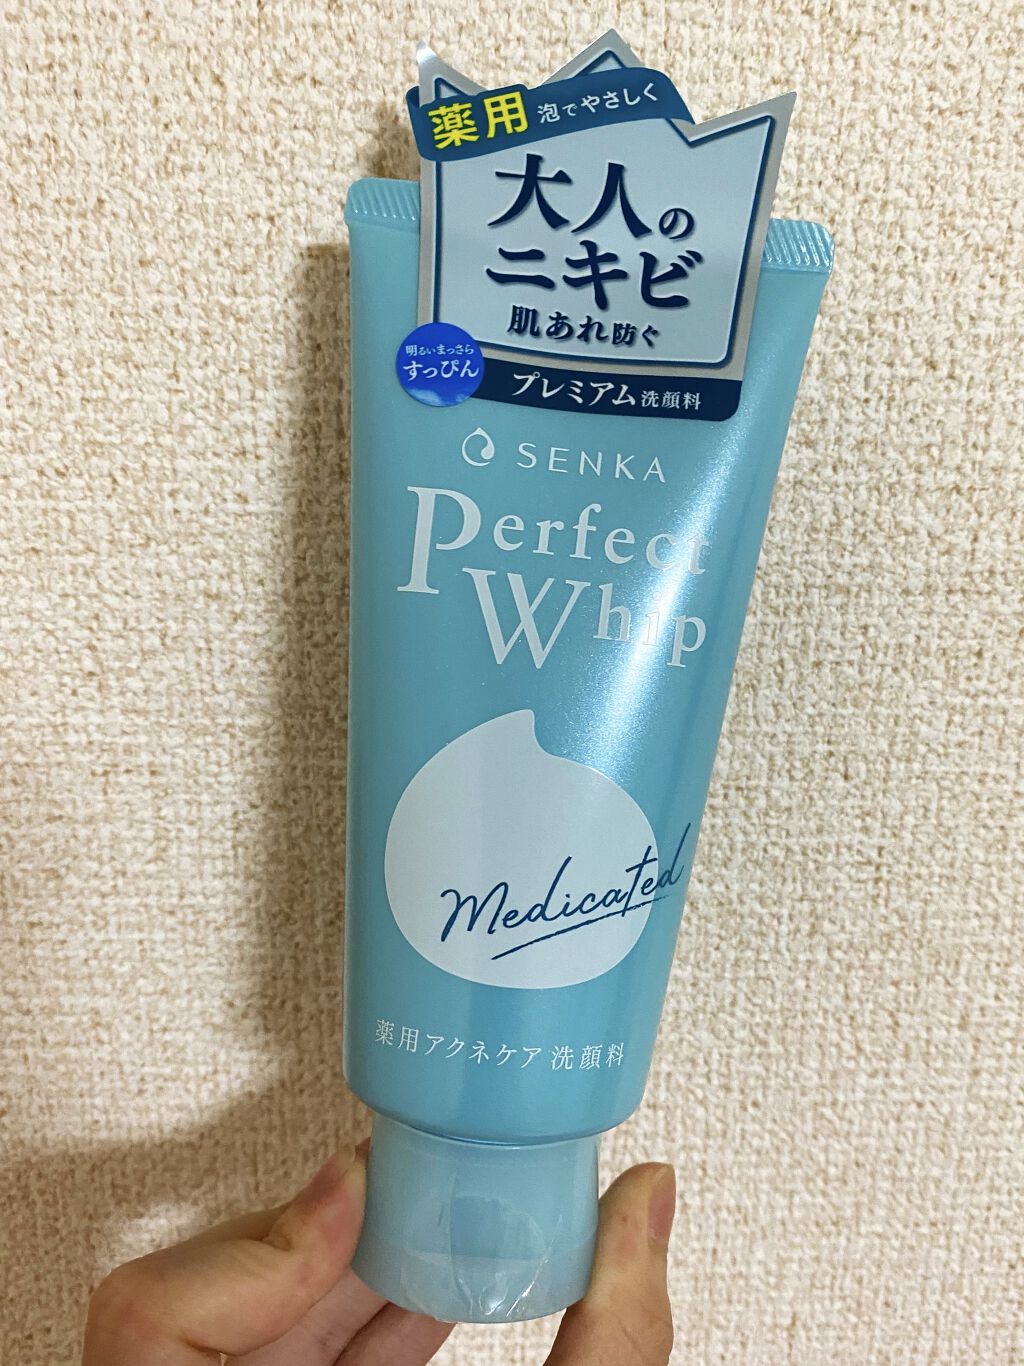 薬用 泡でやさしく
大人の
ニキビ
肌あれ防ぐ
明るいまっさら
すっぴん
プレミアム洗顔料
SENKA
Perfect
Whip
Medicated
薬用アクネケア 洗顔料